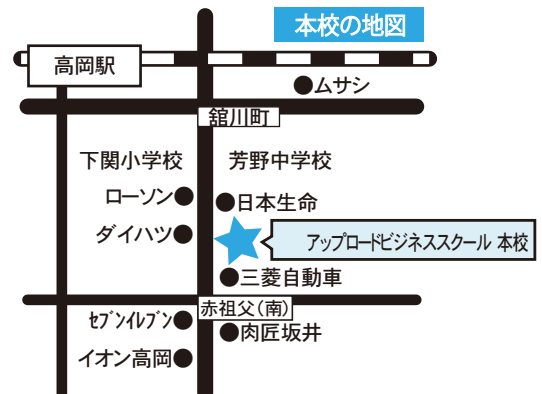 本校の地図
高岡駅
ムサシ
舘川町
下関小学校
芳野中学校
ローソン
日本生命
ダイハツ
アップロードビジネススクール 本校
三菱自動車
赤祖父(南)
セブンイレブン
肉匠坂井
イオン高岡